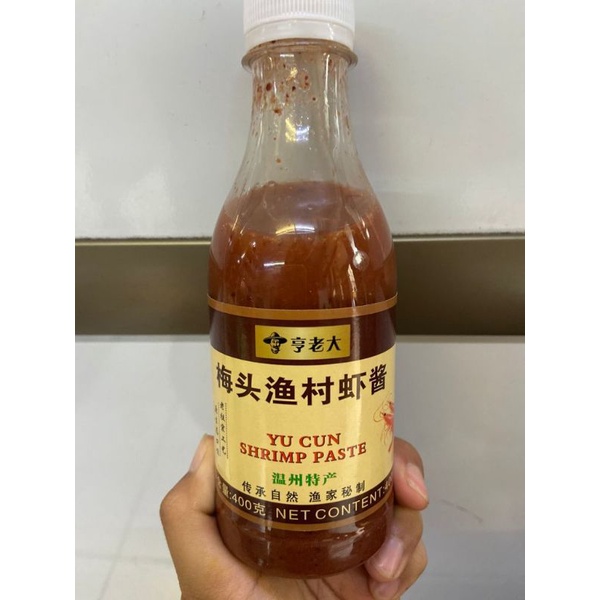 亨老大
梅头渔村虾酱
YU CUN
SHRIMP PASTE
温州特产
传承自然 渔家秘制
400克 NET CONTENT: